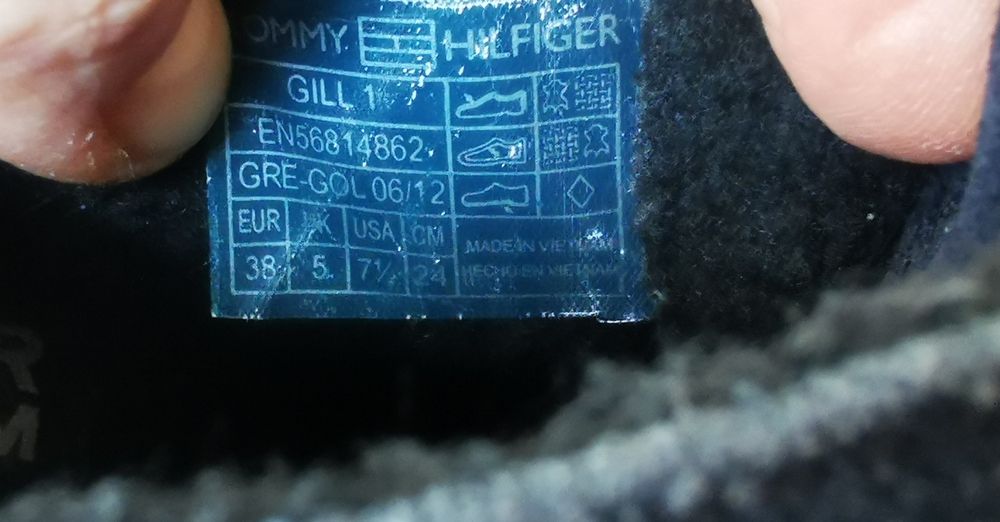 OMMY HILFIGER
GILL 1
EN56814862
GRE-GOL 06/12
EUR UK USA CM
38 5 7½ 24
MADE IN VIETNAM
HECHO EN VIETNAM
R
M